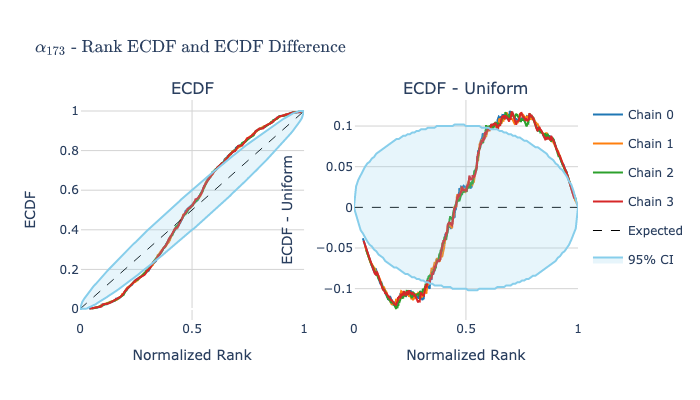 α173 - Rank ECDF and ECDF Difference
ECDF
ECDF - Uniform
ECDF
1
0.8
0.6
0.4
0.2
0
0
0.5
1
Normalized Rank
ECDF - Uniform
0.1
0.05
0
−0.05
−0.1
0
0.5
1
Normalized Rank
Chain 0
Chain 1
Chain 2
Chain 3
Expected
95% CI